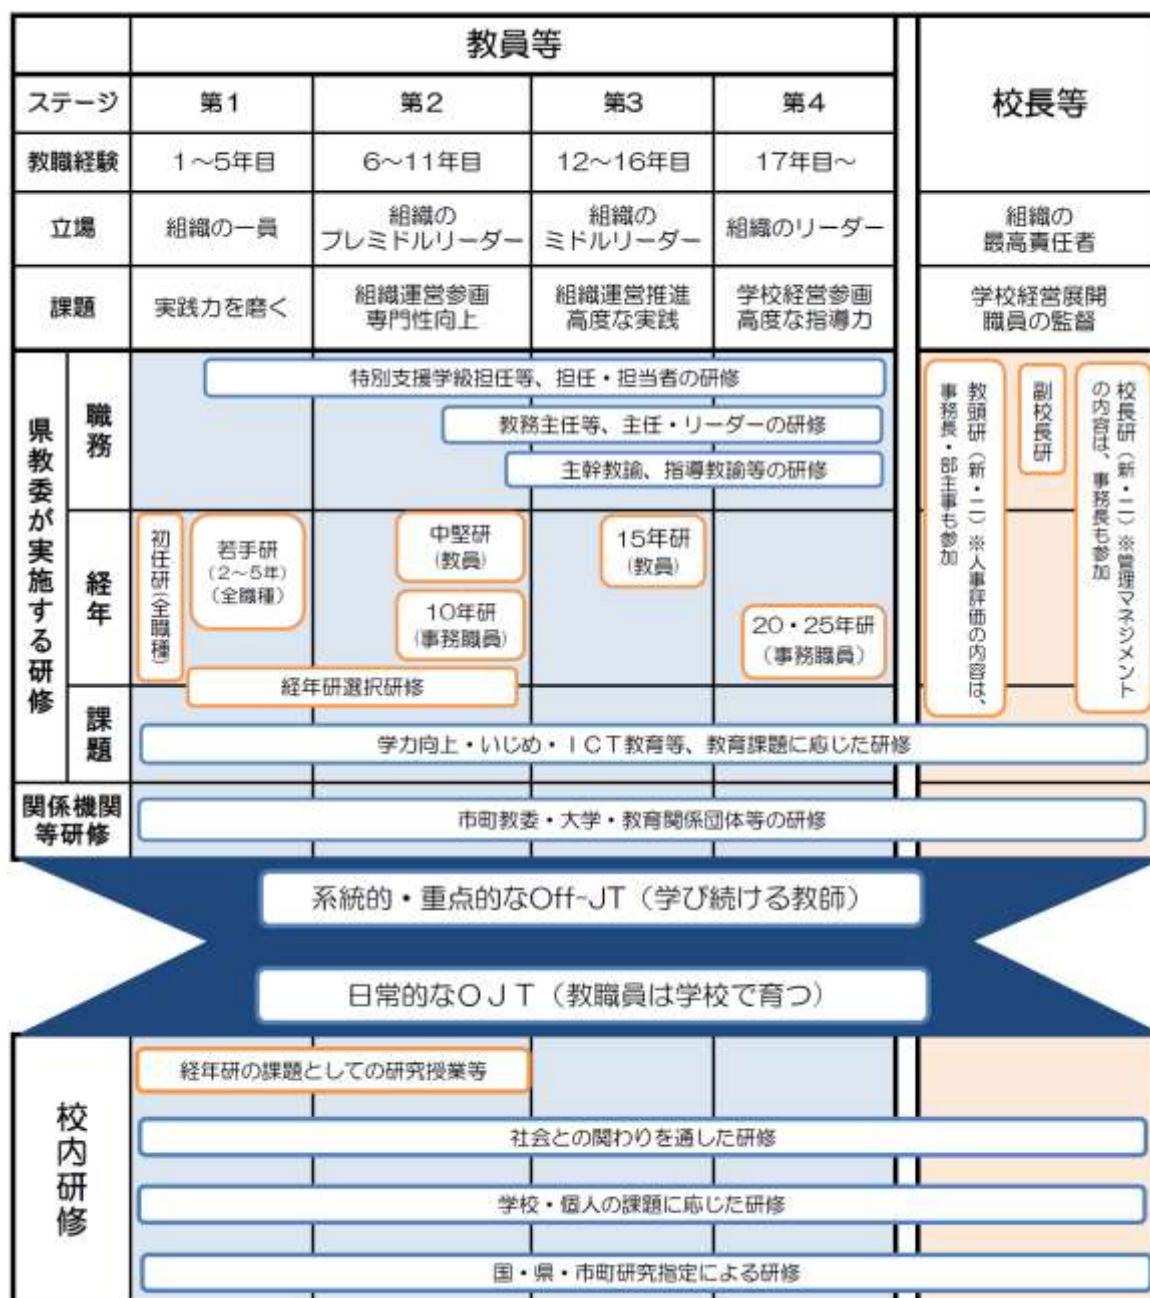 教員等
校長等
ステージ
第1
第2
第3
第4
教職経験
1～5年目
6～11年目
12～16年目
17年目～
立場
組織の一員
組織の
プレミドルリーダー
組織の
ミドルリーダー
組織のリーダー
組織の
最高責任者
課題
実践力を磨く
組織運営参画
専門性向上
組織運営推進
高度な実践
学校経営参画
高度な指導力
学校経営展開
職員の監督
県教委が実施する研修
職務
特別支援学級担任等、担任・担当者の研修
教務主任等、主任・リーダーの研修
主幹教諭、指導教諭等の研修
教頭研（新・二）※人事評価の内容は、
事務長・部主事も参加
副校長研
校長研（新・二）※管理マネジメント
の内容は、事務長も参加
経年
初任研(全職種)
若手研
(2～5年)
(全職種)
中堅研
(教員)
10年研
(事務職員)
15年研
(教員)
20・25年研
(事務職員)
経年研選択研修
課題
学力向上・いじめ・ＩＣＴ教育等、教育課題に応じた研修
関係機関
等研修
市町教委・大学・教育関係団体等の研修
系統的・重点的なOff-JT（学び続ける教師）
日常的なＯＪＴ（教職員は学校で育つ）
校内研修
経年研の課題としての研究授業等
社会との関わりを通した研修
学校・個人の課題に応じた研修
国・県・市町研究指定による研修